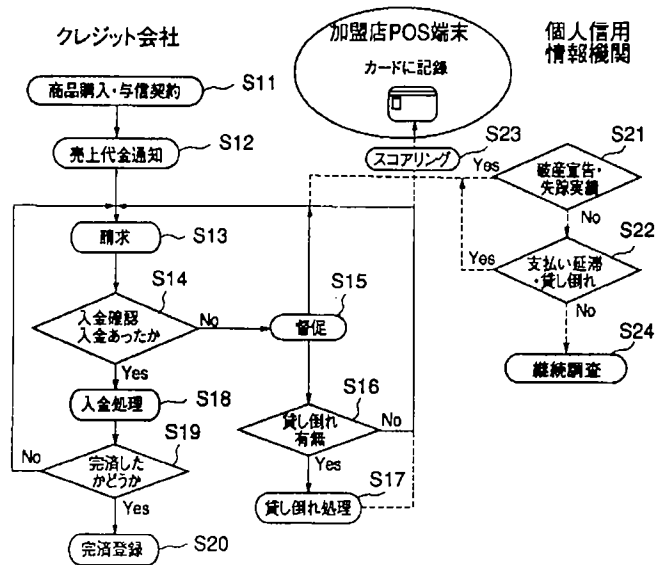 クレジット会社
加盟店POS端末
カードに記録
個人信用
情報機関
商品購入・与信契約
S11
売上代金通知
S12
スコアリング
S23
Yes
破産宣告・
失踪実績
S21
No
請求
S13
Yes
支払い延滞
・貸し倒れ
S22
No
入金確認
入金あったか
S14
No
督促
S15
Yes
継続調査
S24
入金処理
S18
貸し倒れ
有無
S16
No
Yes
完済した
かどうか
S19
No
Yes
貸し倒れ処理
S17
完済登録
S20